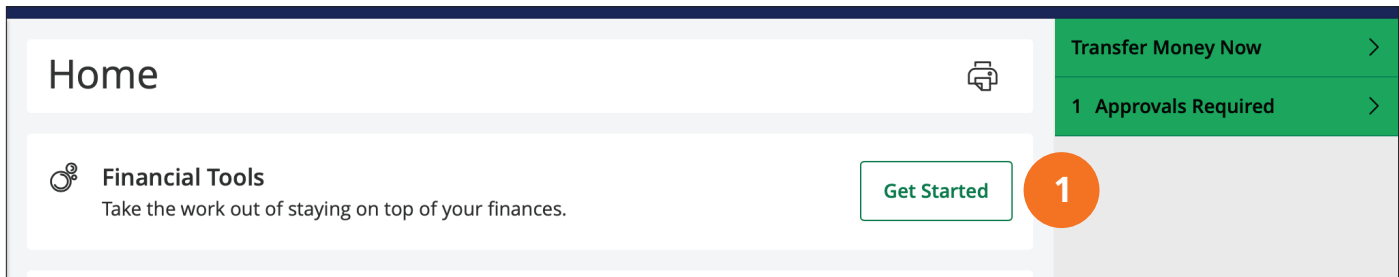 Home
Financial Tools
Take the work out of staying on top of your finances.
Get Started
1
Transfer Money Now
1 Approvals Required